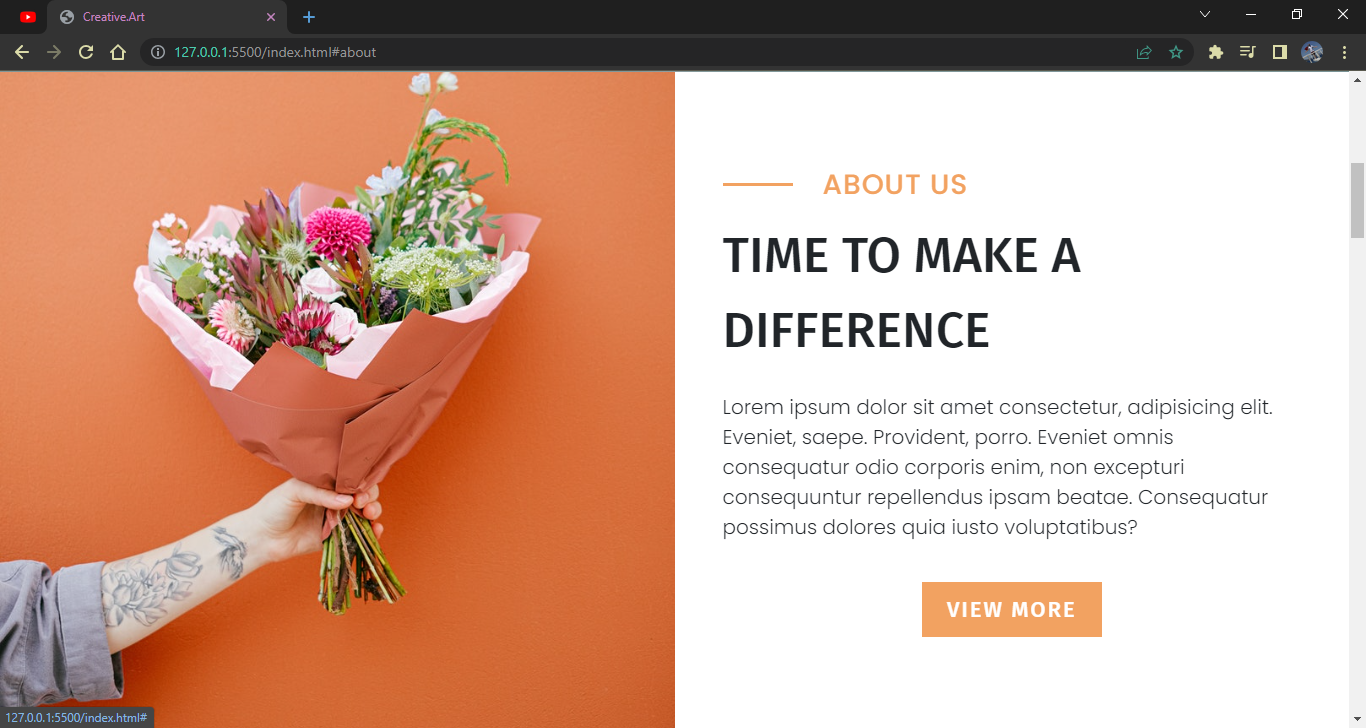 Creative.Art
127.0.0.1:5500/index.html#about
ABOUT US
TIME TO MAKE A
DIFFERENCE
Lorem ipsum dolor sit amet consectetur, adipisicing elit.
Eveniet, saepe. Provident, porro. Eveniet omnis
consequatur odio corporis enim, non excepturi
consequuntur repellendus ipsam beatae. Consequatur
possimus dolores quia iusto voluptatibus?
VIEW MORE
127.0.0.1:5500/index.html#